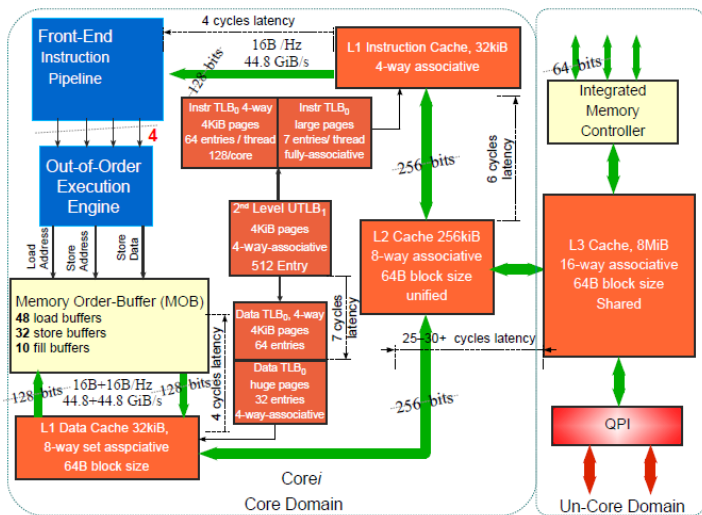 4 cycles latency
Front-End
Instruction
Pipeline
16B /Hz
44.8 GiB/s
128- bits
L1 Instruction Cache, 32kiB
4-way associative
64- bits
Integrated
Memory
Controller
Instr TLB0 4-way
4KiB pages
64 entries / thread
128/core
Instr TLB0
large pages
7 entries/ thread
fully-associative
4
Out-of-Order
Execution
Engine
256- bits
6 cycles
latency
Load
Address
Store
Address
Store
Data
2nd Level UTLB1
4KiB pages
4-way-associative
512 Entry
L2 Cache 256kiB
8-way associative
64B block size
unified
L3 Cache, 8MiB
16-way associative
64B block size
Shared
Memory Order-Buffer (MOB)
48 load buffers
32 store buffers
10 fill buffers
Data TLB0, 4-way
4KiB pages
64 entries
7 cycles
latency
25–30+ cycles latency
Data TLB0
huge pages
32 entries
4-way-associative
4 cycles latency
128- bits
16B+16B/Hz
44.8+44.8 GiB/s
128- bits
256- bits
L1 Data Cache 32kiB,
8-way set asspciative
64B block size
QPI
Corei
Core Domain
Un-Core Domain